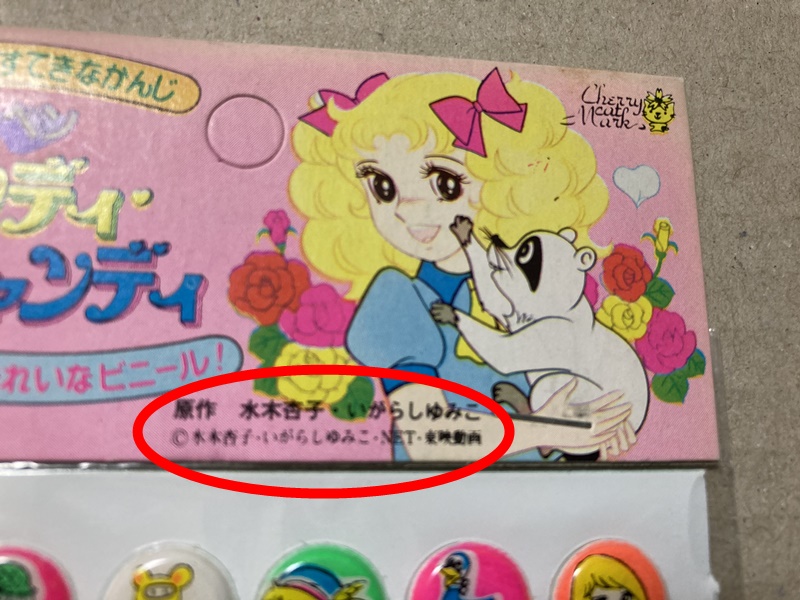 すてきなかんじ
Cherry
Cat
Mark
ンディ・
ャンディ
れいなビニール!
原作 水木杏子・いがらしゆみこ
©水木杏子・いがらしゆみこ・NET・東映動画